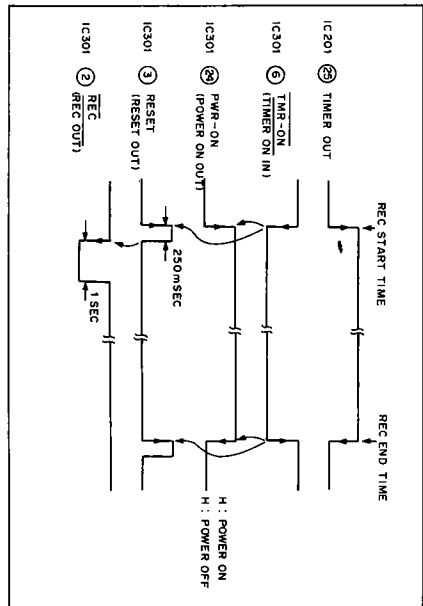 REC START TIME
REC END TIME
IC201 ㉕ TIMER OUT
IC301 ⑥ TMR-ON
(TIMER ON IN)
IC301 ㉔ PWR-ON
(POWER ON OUT)
H : POWER ON
H : POWER OFF
IC301 ③ RESET
(RESET OUT)
250mSEC
IC301 ② REC
(REC OUT)
1SEC